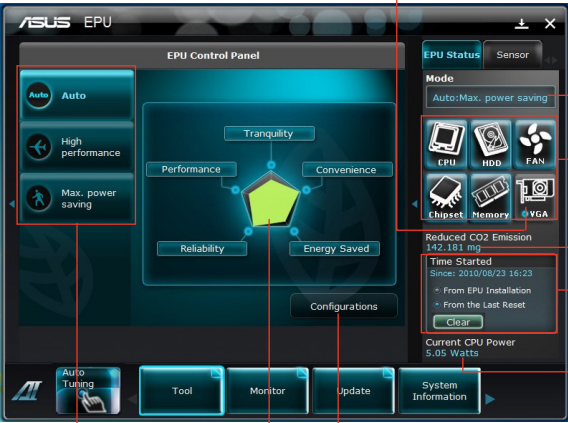 ASUS EPU
EPU Control Panel
EPU Status
Sensor
Auto
Auto
High
performance
Max. power
saving
Tranquility
Performance
Convenience
Reliability
Energy Saved
Configurations
Mode
Auto:Max. power saving
CPU
HDD
FAN
Chipset
Memory
VGA
Reduced CO2 Emission
142.181 mg
Time Started
Since: 2010/08/23 16:23
From EPU Installation
From the Last Reset
Clear
Current CPU Power
5.05 Watts
AI
Auto
Tuning
Tool
Monitor
Update
System
Information